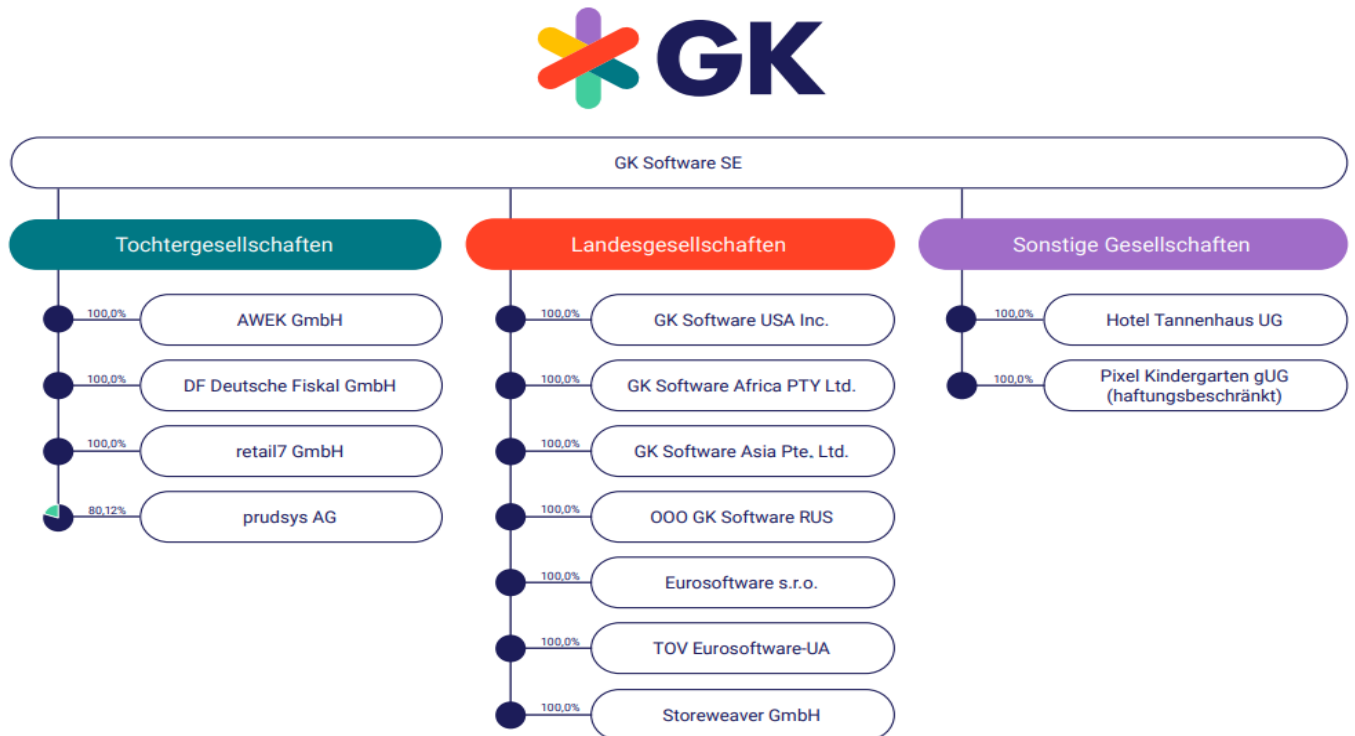 GK
GK Software SE
Tochtergesellschaften
100,0%
AWEK GmbH
100,0%
DF Deutsche Fiskal GmbH
100,0%
retail7 GmbH
80,12%
prudsys AG
Landesgesellschaften
100,0%
GK Software USA Inc.
100,0%
GK Software Africa PTY Ltd.
100,0%
GK Software Asia Pte. Ltd.
100,0%
OOO GK Software RUS
100,0%
Eurosoftware s.r.o.
100,0%
TOV Eurosoftware-UA
100,0%
Storeweaver GmbH
Sonstige Gesellschaften
100,0%
Hotel Tannenhaus UG
100,0%
Pixel Kindergarten gUG
(haftungsbeschränkt)